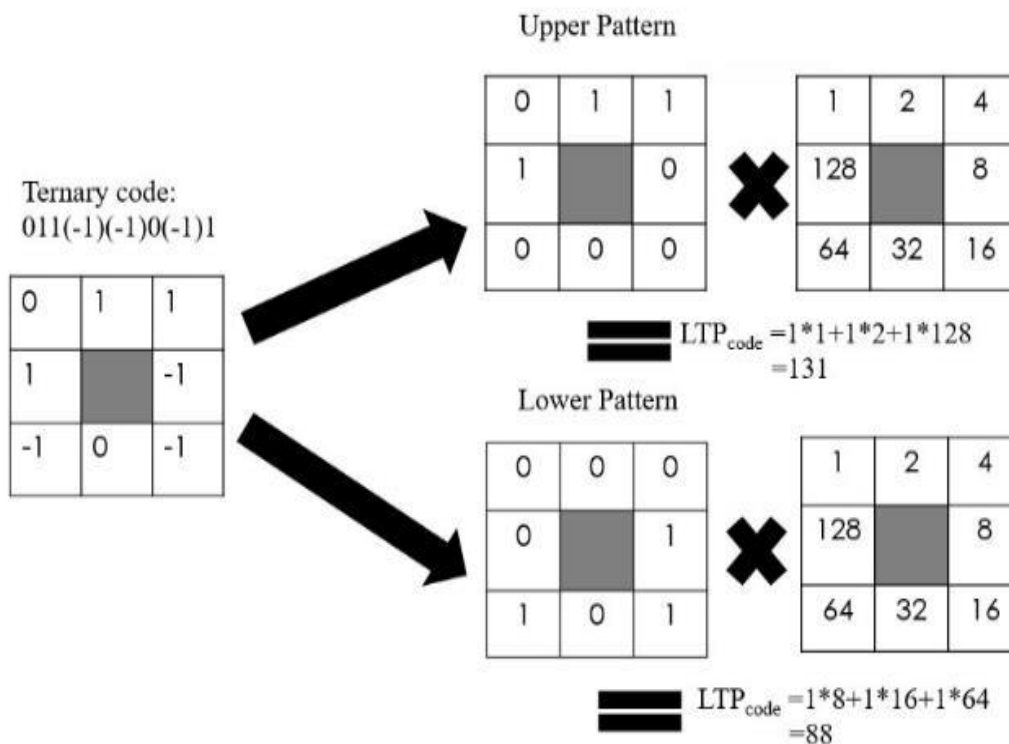 Upper Pattern
0 1 1
1 0
0 0 0
1 2 4
128 8
64 32 16
LTPcode =1*1+1*2+1*128
=131
Ternary code:
011(-1)(-1)0(-1)1
0 1 1
1 -1
-1 0 -1
Lower Pattern
0 0 0
0 1
1 0 1
1 2 4
128 8
64 32 16
LTPcode =1*8+1*16+1*64
=88